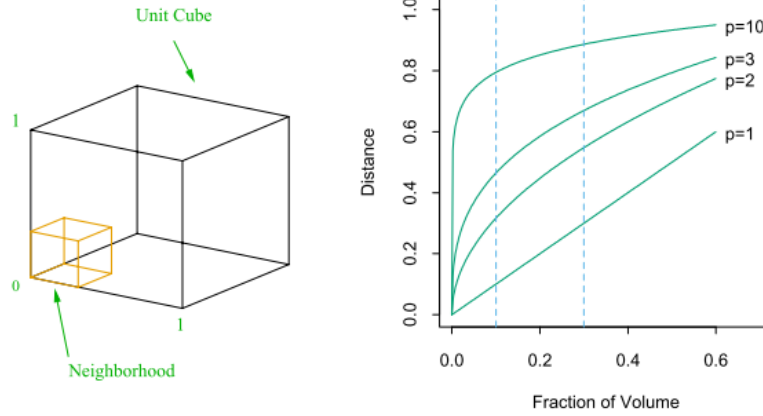 Unit Cube
1
0
1
Neighborhood
Distance
1.0
0.8
0.6
0.4
0.2
0.0
p=10
p=3
p=2
p=1
0.0 0.2 0.4 0.6
Fraction of Volume